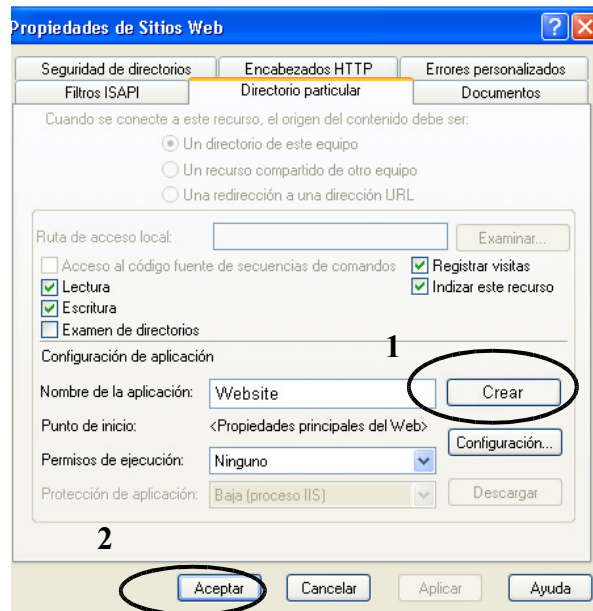 Propiedades de Sitios Web
Seguridad de directorios Encabezados HTTP Errores personalizados
Filtros ISAPI Directorio particular Documentos
Cuando se conecte a este recurso, el origen del contenido debe ser:
Un directorio de este equipo
Un recurso compartido de otro equipo
Una redirección a una dirección URL
Ruta de acceso local: Examinar...
Acceso al código fuente de secuencias de comandos Registrar visitas
Lectura Indizar este recurso
Escritura
Examen de directorios
1
Configuración de aplicación
Nombre de la aplicación: Website Crear
Punto de inicio: <Propiedades principales del Web>
Configuración...
Permisos de ejecución: Ninguno
Protección de aplicación: Baja (proceso IIS) Descargar
2
Aceptar Cancelar Aplicar Ayuda